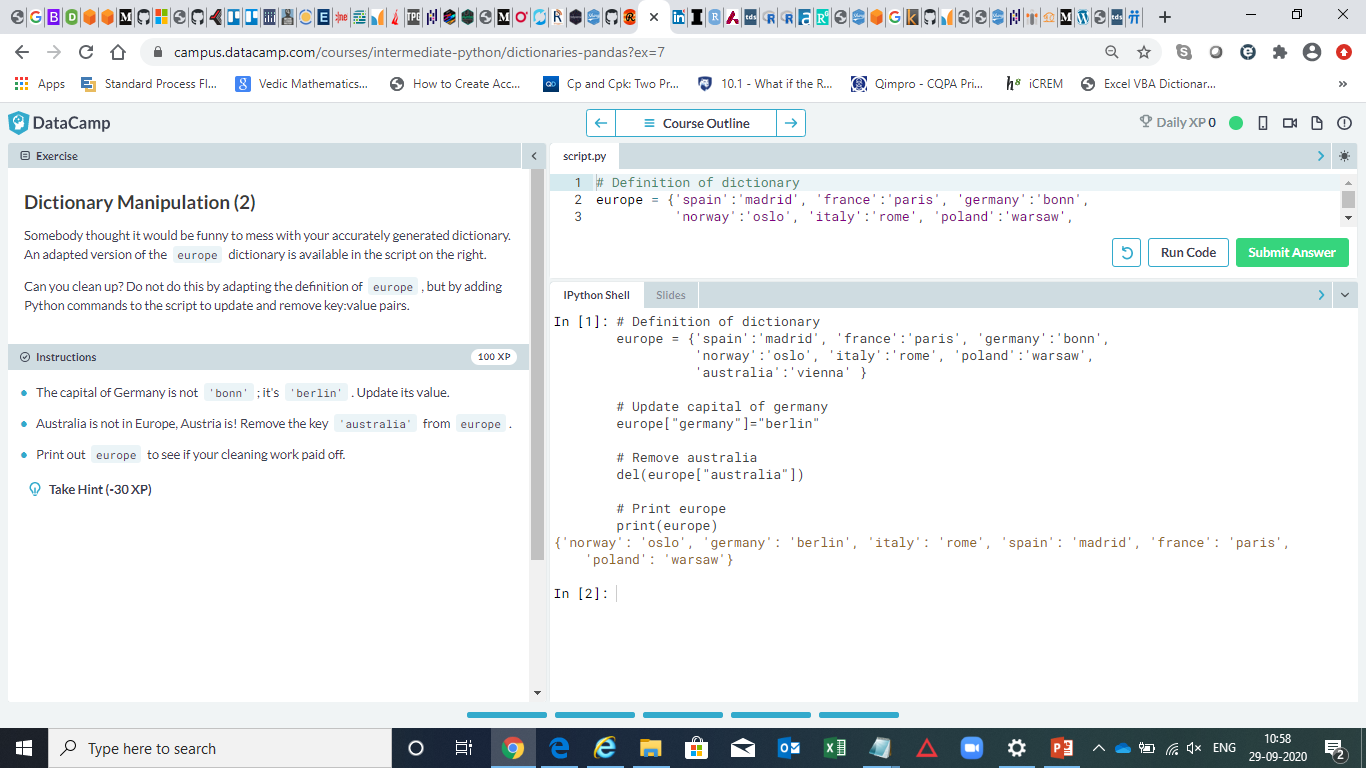 campus.datacamp.com/courses/intermediate-python/dictionaries-pandas?ex=7
Apps
Standard Process Fl...
Vedic Mathematics...
How to Create Acc...
Cp and Cpk: Two Pr...
10.1 - What if the R...
Qimpro - CQPA Pri...
iCREM
Excel VBA Dictionar...
»
DataCamp
Course Outline
Daily XP 0
Exercise
Dictionary Manipulation (2)
Somebody thought it would be funny to mess with your accurately generated dictionary.
An adapted version of the europe dictionary is available in the script on the right.
Can you clean up? Do not do this by adapting the definition of europe , but by adding
Python commands to the script to update and remove key:value pairs.
Instructions
100 XP
The capital of Germany is not 'bonn' ; it's 'berlin' . Update its value.
Australia is not in Europe, Austria is! Remove the key 'australia' from europe .
Print out europe to see if your cleaning work paid off.
Take Hint (-30 XP)
script.py
1 # Definition of dictionary
2 europe = {'spain':'madrid', 'france':'paris', 'germany':'bonn',
3 'norway':'oslo', 'italy':'rome', 'poland':'warsaw',
Run Code
Submit Answer
IPython Shell
Slides
In [1]: # Definition of dictionary
europe = {'spain':'madrid', 'france':'paris', 'germany':'bonn',
'norway':'oslo', 'italy':'rome', 'poland':'warsaw',
'australia':'vienna' }
# Update capital of germany
europe["germany"]="berlin"
# Remove australia
del(europe["australia"])
# Print europe
print(europe)
{'norway': 'oslo', 'germany': 'berlin', 'italy': 'rome', 'spain': 'madrid', 'france': 'paris',
'poland': 'warsaw'}
In [2]:
Type here to search
ENG
10:58
29-09-2020
2